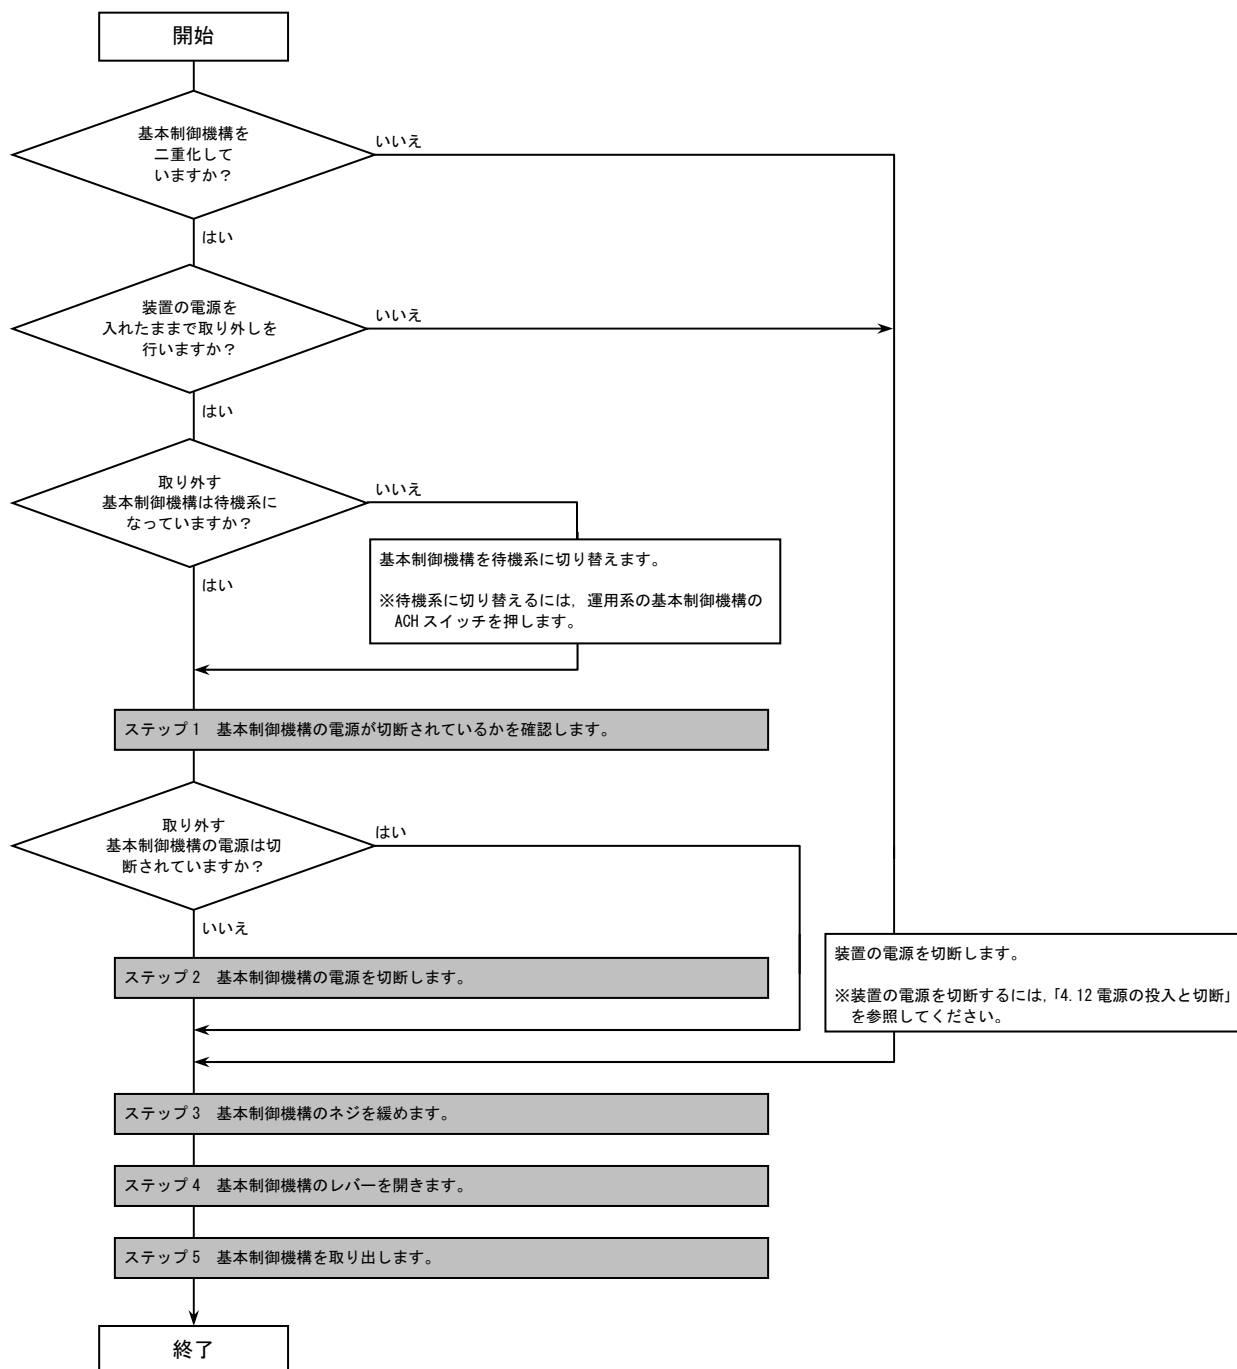 開始
基本制御機構を
二重化して
いますか？
いいえ
はい
装置の電源を
入れたままで取り外しを
行いますか？
いいえ
はい
取り外す
基本制御機構は待機系に
なっていますか？
いいえ
はい
基本制御機構を待機系に切り替えます。
※待機系に切り替えるには，運用系の基本制御機構の
ACH スイッチを押します。
ステップ1　基本制御機構の電源が切断されているかを確認します。
取り外す
基本制御機構の電源は切
断されていますか？
はい
いいえ
装置の電源を切断します。
※装置の電源を切断するには，「4.12 電源の投入と切断」
を参照してください。
ステップ2　基本制御機構の電源を切断します。
ステップ3　基本制御機構のネジを緩めます。
ステップ4　基本制御機構のレバーを開きます。
ステップ5　基本制御機構を取り出します。
終了